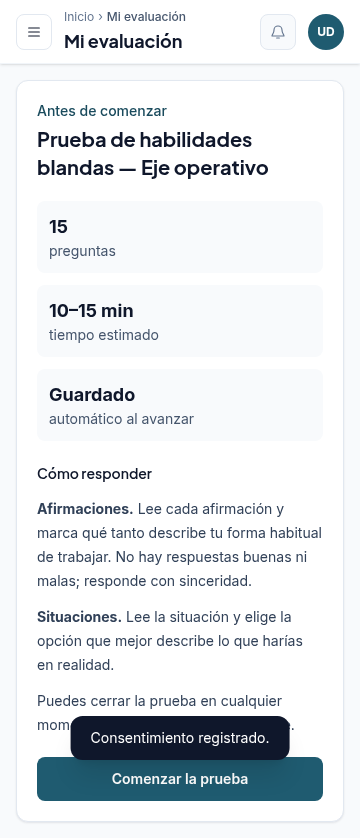 Inicio › Mi evaluación
Mi evaluación
UD
Antes de comenzar
Prueba de habilidades
blandas — Eje operativo
15
preguntas
10–15 min
tiempo estimado
Guardado
automático al avanzar
Cómo responder
Afirmaciones. Lee cada afirmación y
marca qué tanto describe tu forma habitual
de trabajar. No hay respuestas buenas ni
malas; responde con sinceridad.
Situaciones. Lee la situación y elige la
opción que mejor describe lo que harías
en realidad.
Puedes cerrar la prueba en cualquier
Consentimiento registrado.
Comenzar la prueba